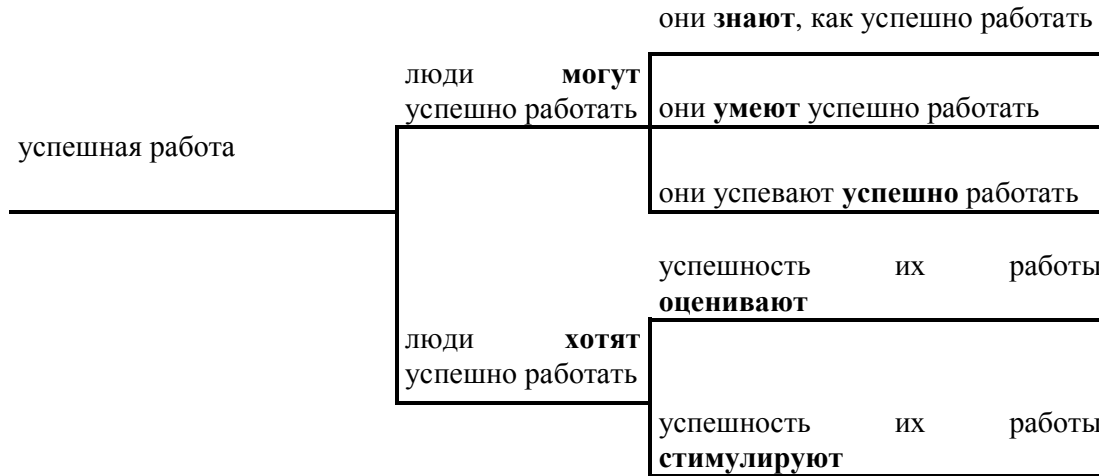 они знают, как успешно работать
люди могут
успешно работать
они умеют успешно работать
успешная работа
они успевают успешно работать
успешность их работы
оценивают
люди хотят
успешно работать
успешность их работы
стимулируют